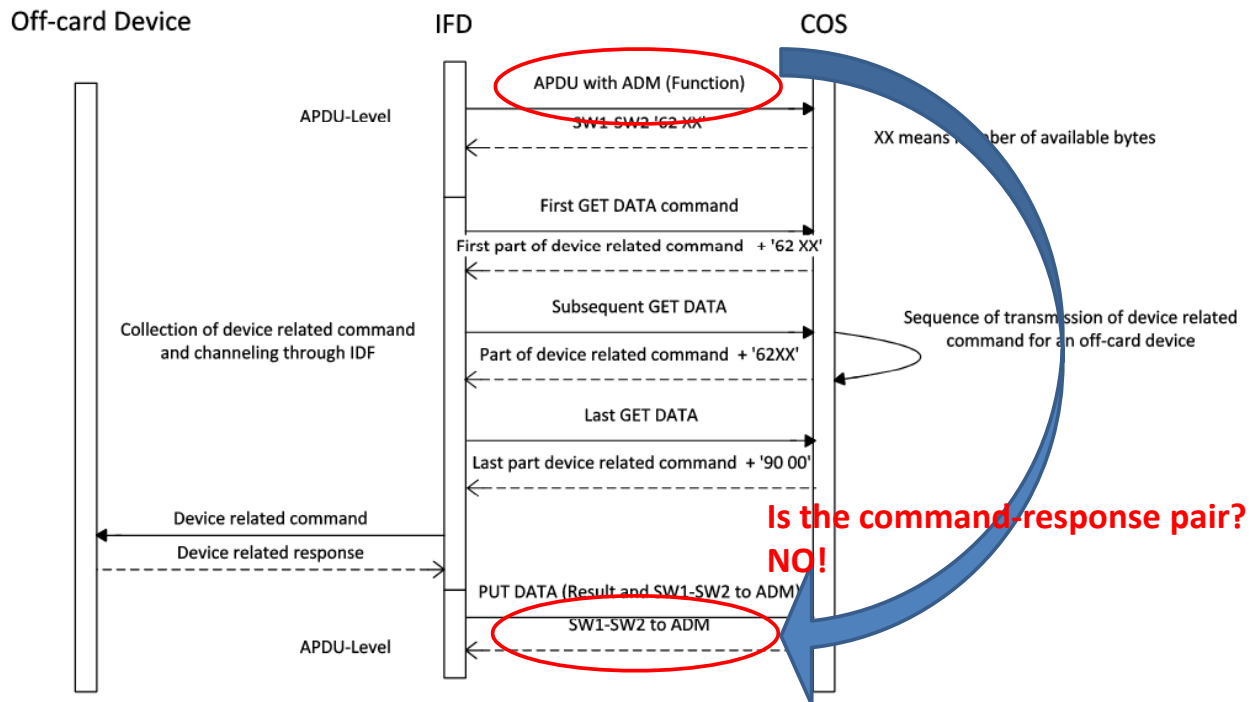 Off-card Device
IFD
COS
APDU with ADM (Function)
APDU-Level
SW1-SW2 '62 XX'
XX means number of available bytes
First GET DATA command
First part of device related command + '62 XX'
Subsequent GET DATA
Collection of device related command
and channeling through IDF
Sequence of transmission of device related
command for an off-card device
Part of device related command + '62XX'
Last GET DATA
Last part device related command + '90 00'
Device related command
Is the command-response pair?
NO!
Device related response
PUT DATA (Result and SW1-SW2 to ADM)
SW1-SW2 to ADM
APDU-Level